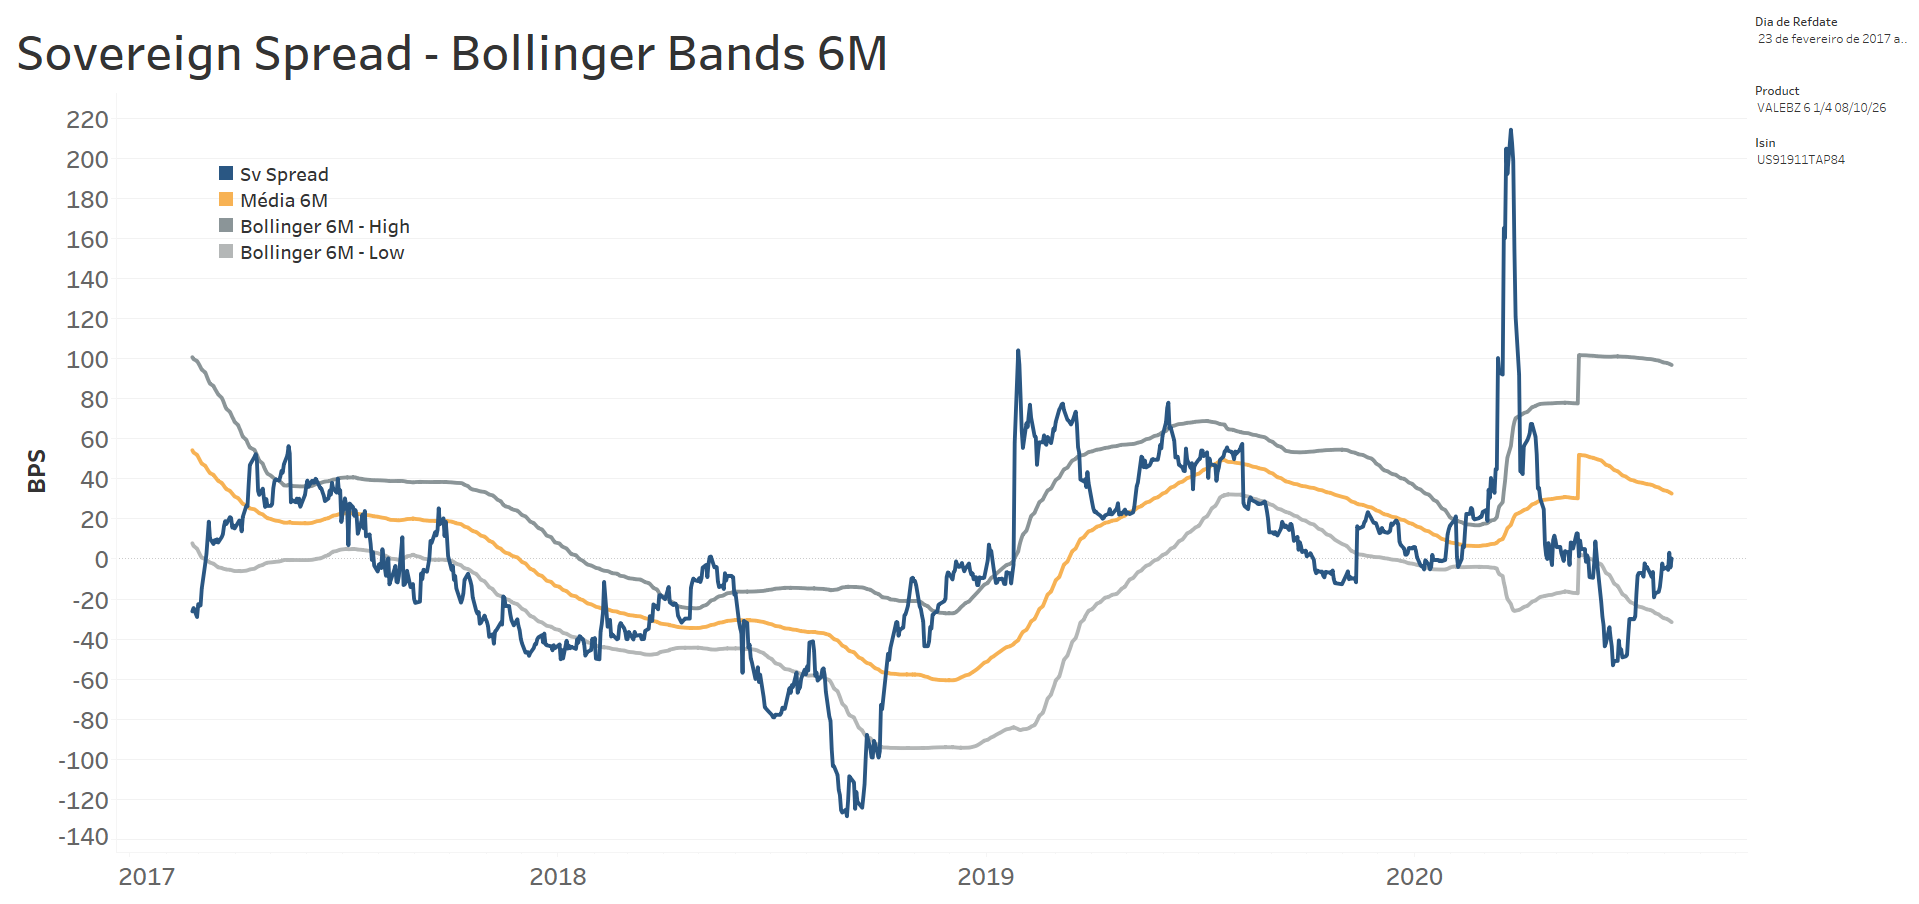 Sovereign Spread - Bollinger Bands 6M
Dia de Refdate
23 de fevereiro de 2017 a..
Product
VALEBZ 6 1/4 08/10/26
Isin
US91911TAP84
Sv Spread
Média 6M
Bollinger 6M - High
Bollinger 6M - Low
BPS
220
200
180
160
140
120
100
80
60
40
20
0
-20
-40
-60
-80
-100
-120
-140
2017
2018
2019
2020